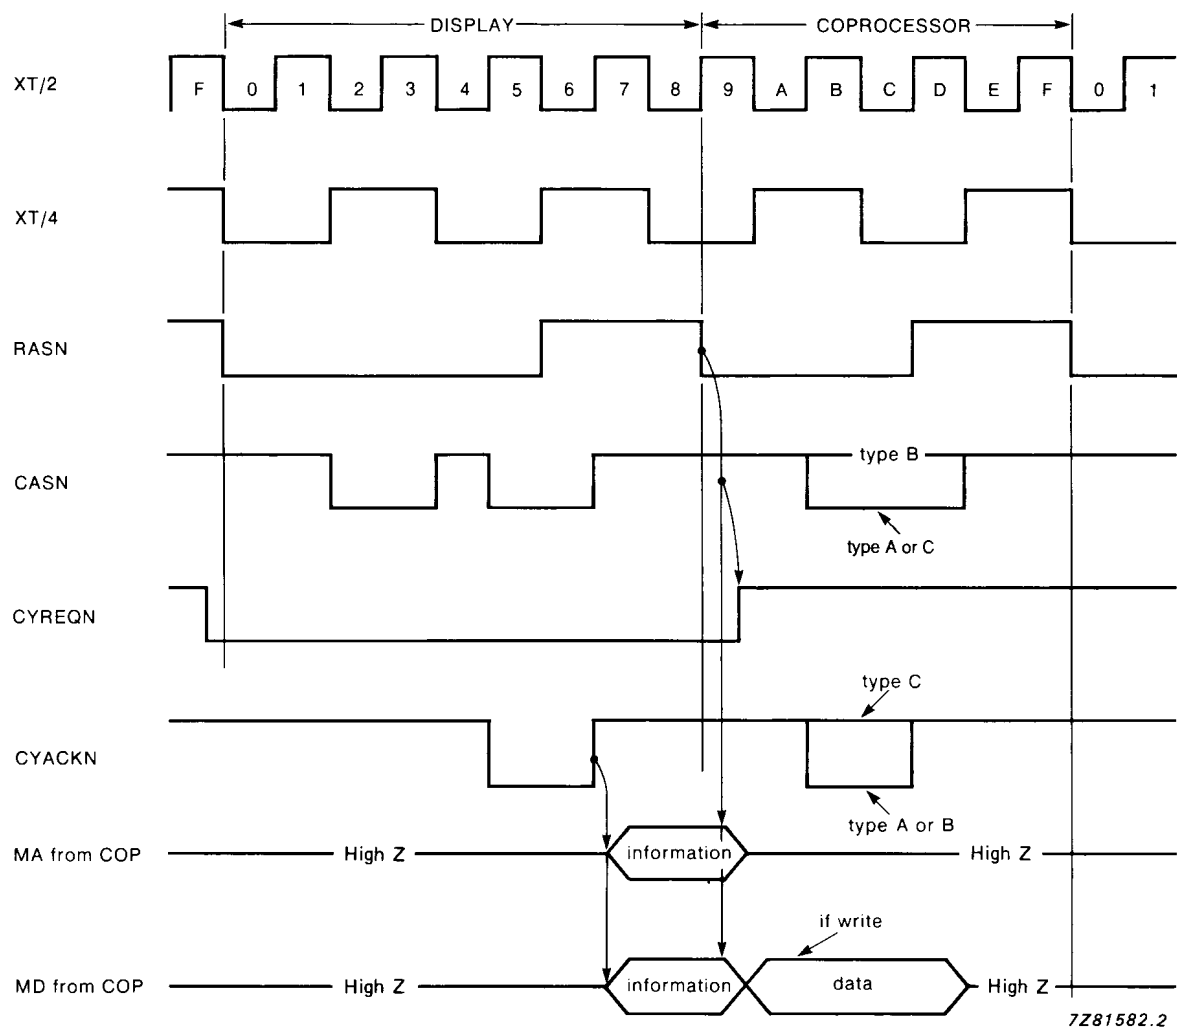 DISPLAY COPROCESSOR
XT/2 F 0 1 2 3 4 5 6 7 8 9 A B C D E F 0 1
XT/4
RASN
CASN type B
type A or C
CYREQN
type C
CYACKN
type A or B
MA from COP High Z information High Z
if write
MD from COP High Z information data High Z
7Z81582.2